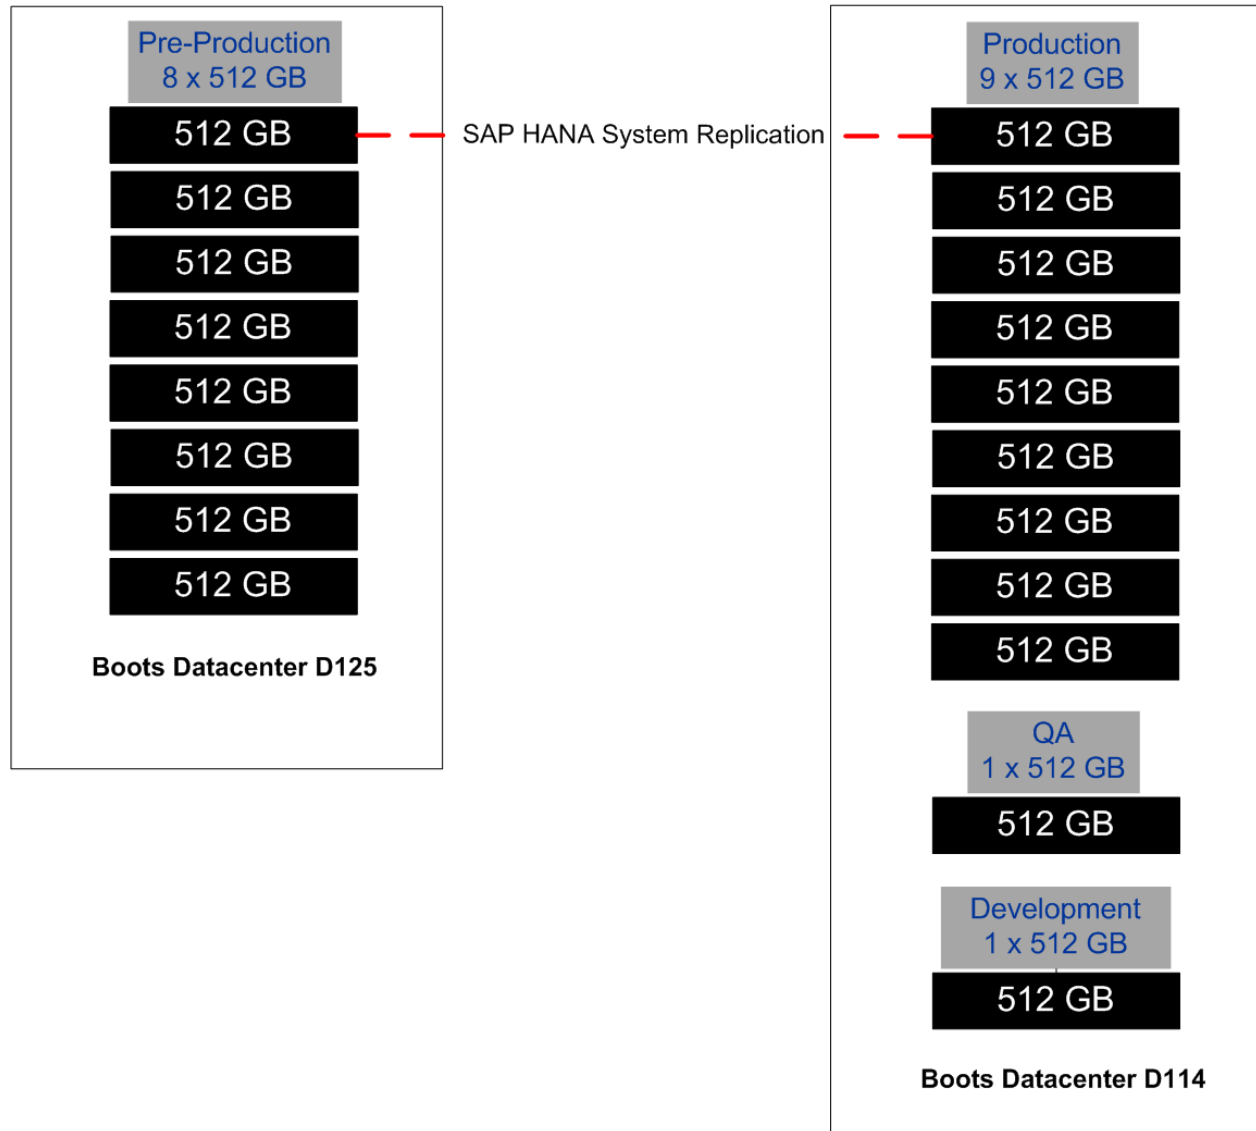 Pre-Production
8 x 512 GB
512 GB
512 GB
512 GB
512 GB
512 GB
512 GB
512 GB
512 GB
Boots Datacenter D125
SAP HANA System Replication
Production
9 x 512 GB
512 GB
512 GB
512 GB
512 GB
512 GB
512 GB
512 GB
512 GB
512 GB
QA
1 x 512 GB
512 GB
Development
1 x 512 GB
512 GB
Boots Datacenter D114